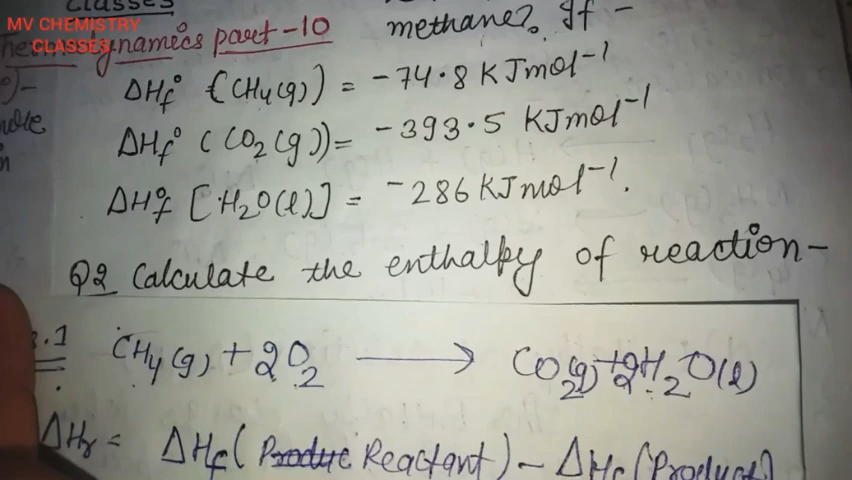 Classes
MV CHEMISTRY
CLASSES
Thermodynamics part-10
methane? If -
ΔHf° (CH4(g)) = -74.8 KJmol-1
ΔHf° (CO2(g)) = -393.5 KJmol-1
ΔHf° [H2O(l)] = -286 KJmol-1.
Q2 Calculate the enthalpy of reaction-
.1 CH4(g) + 2O2 ⟶ CO2(g)+2H2O(l)
ΔHr = ΔHf (Reactant) - ΔHf (Product)